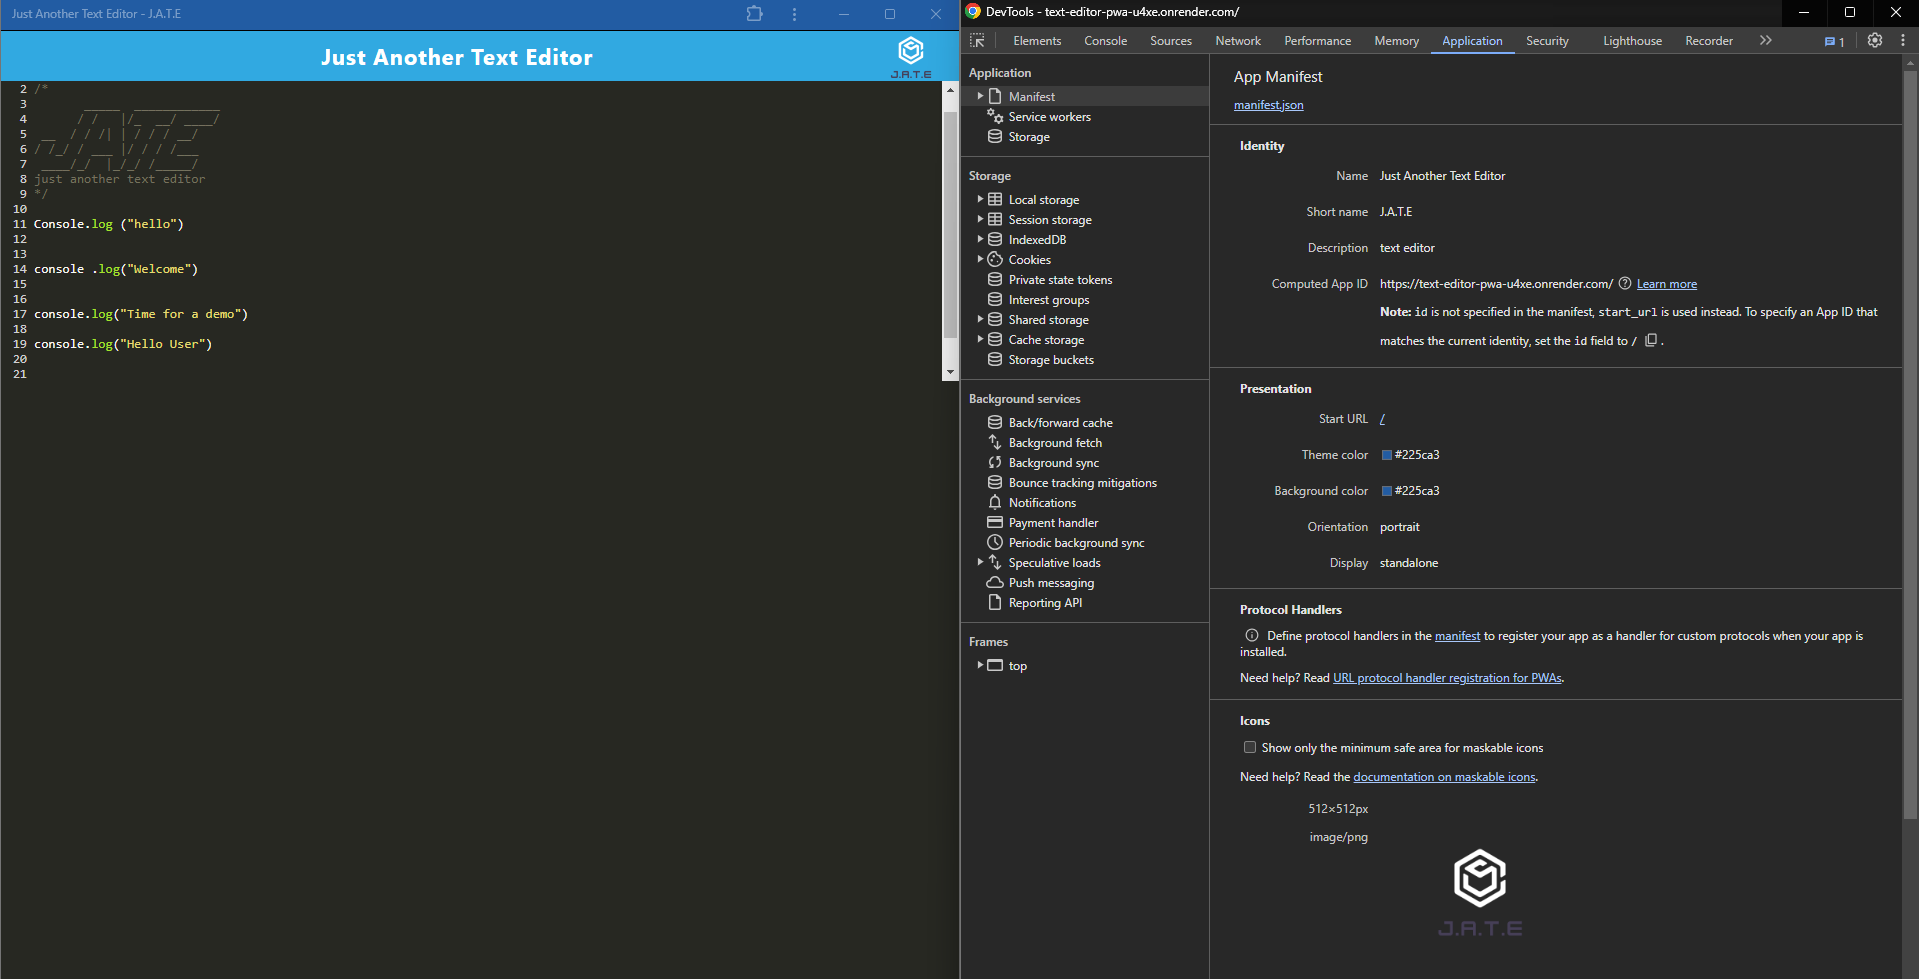 Just Another Text Editor - J.A.T.E
Just Another Text Editor
J.A.T.E
2 /*
3       _____  ____________
4      / /   |/_  __/ ____/
5  __  / / /| | / / / __/
6 / /_/ / ___ |/ / / /___
7  ____/_/  |_/_/ /_____/
8 just another text editor
9 */
10
11 Console.log ("hello")
12
13
14 console .log("Welcome")
15
16
17 console.log("Time for a demo")
18
19 console.log("Hello User")
20
21
DevTools - text-editor-pwa-u4xe.onrender.com/
Elements Console Sources Network Performance Memory Application Security Lighthouse Recorder 1
Application
Manifest
Service workers
Storage
Storage
Local storage
Session storage
IndexedDB
Cookies
Private state tokens
Interest groups
Shared storage
Cache storage
Storage buckets
Background services
Back/forward cache
Background fetch
Background sync
Bounce tracking mitigations
Notifications
Payment handler
Periodic background sync
Speculative loads
Push messaging
Reporting API
Frames
top
App Manifest
manifest.json
Identity
Name Just Another Text Editor
Short name J.A.T.E
Description text editor
Computed App ID https://text-editor-pwa-u4xe.onrender.com/ Learn more
Note: id is not specified in the manifest, start_url is used instead. To specify an App ID that
matches the current identity, set the id field to / .
Presentation
Start URL /
Theme color #225ca3
Background color #225ca3
Orientation portrait
Display standalone
Protocol Handlers
Define protocol handlers in the manifest to register your app as a handler for custom protocols when your app is
installed.
Need help? Read URL protocol handler registration for PWAs.
Icons
Show only the minimum safe area for maskable icons
Need help? Read the documentation on maskable icons.
512×512px
image/png
J.A.T.E